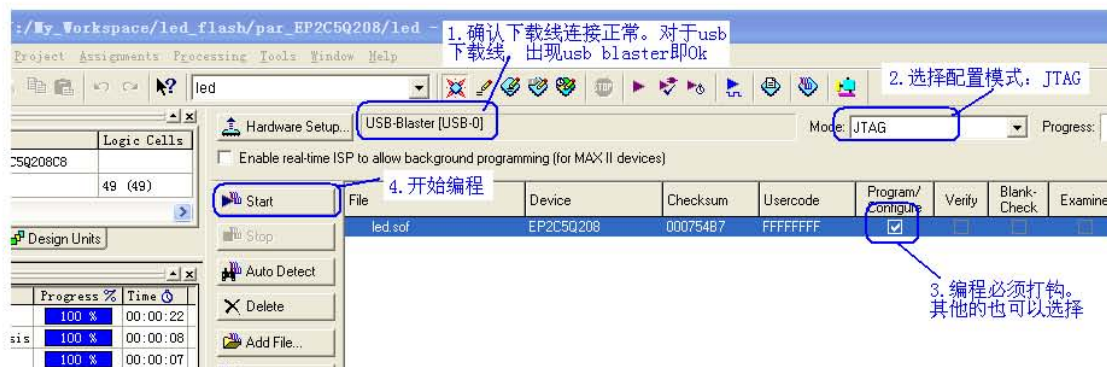 :/My_Workspace/led_flash/par_EP2C5Q208/led -
1.确认下载线连接正常。对于usb
下载线，出现usb blaster即Ok
Project Assignments Processing Tools Window Help
2.选择配置模式：JTAG
led
STOP
Hardware Setup... USB-Blaster [USB-0] Mode: JTAG Progress:
Logic Cells
Enable real-time ISP to allow background programming (for MAX II devices)
C5Q208C8
49 (49)
4.开始编程
Start
File Device Checksum Usercode Program/Configure Verify Blank-Check Examine
led.sof EP2C5Q208 000754B7 FFFFFFFF
Stop
Design Units
Auto Detect
3.编程必须打钩。
其他的也可以选择
Progress % Time
Delete
100 % 00:00:22
sis 100 % 00:00:08
Add File...
100 % 00:00:07